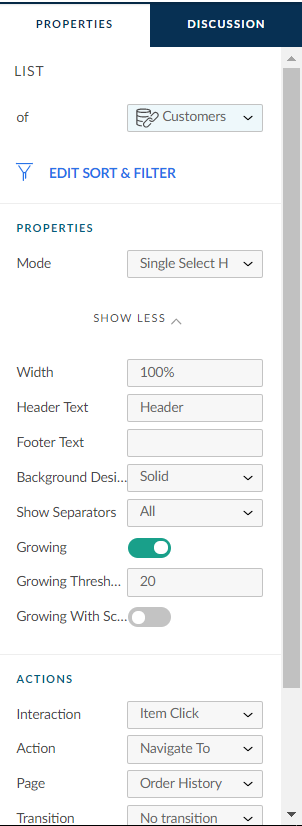 PROPERTIES DISCUSSION
LIST
of Customers
EDIT SORT & FILTER
PROPERTIES
Mode Single Select H
SHOW LESS
Width 100%
Header Text Header
Footer Text
Background Desi... Solid
Show Separators All
Growing
Growing Thresh... 20
Growing With Sc...
ACTIONS
Interaction Item Click
Action Navigate To
Page Order History
Transition No transition